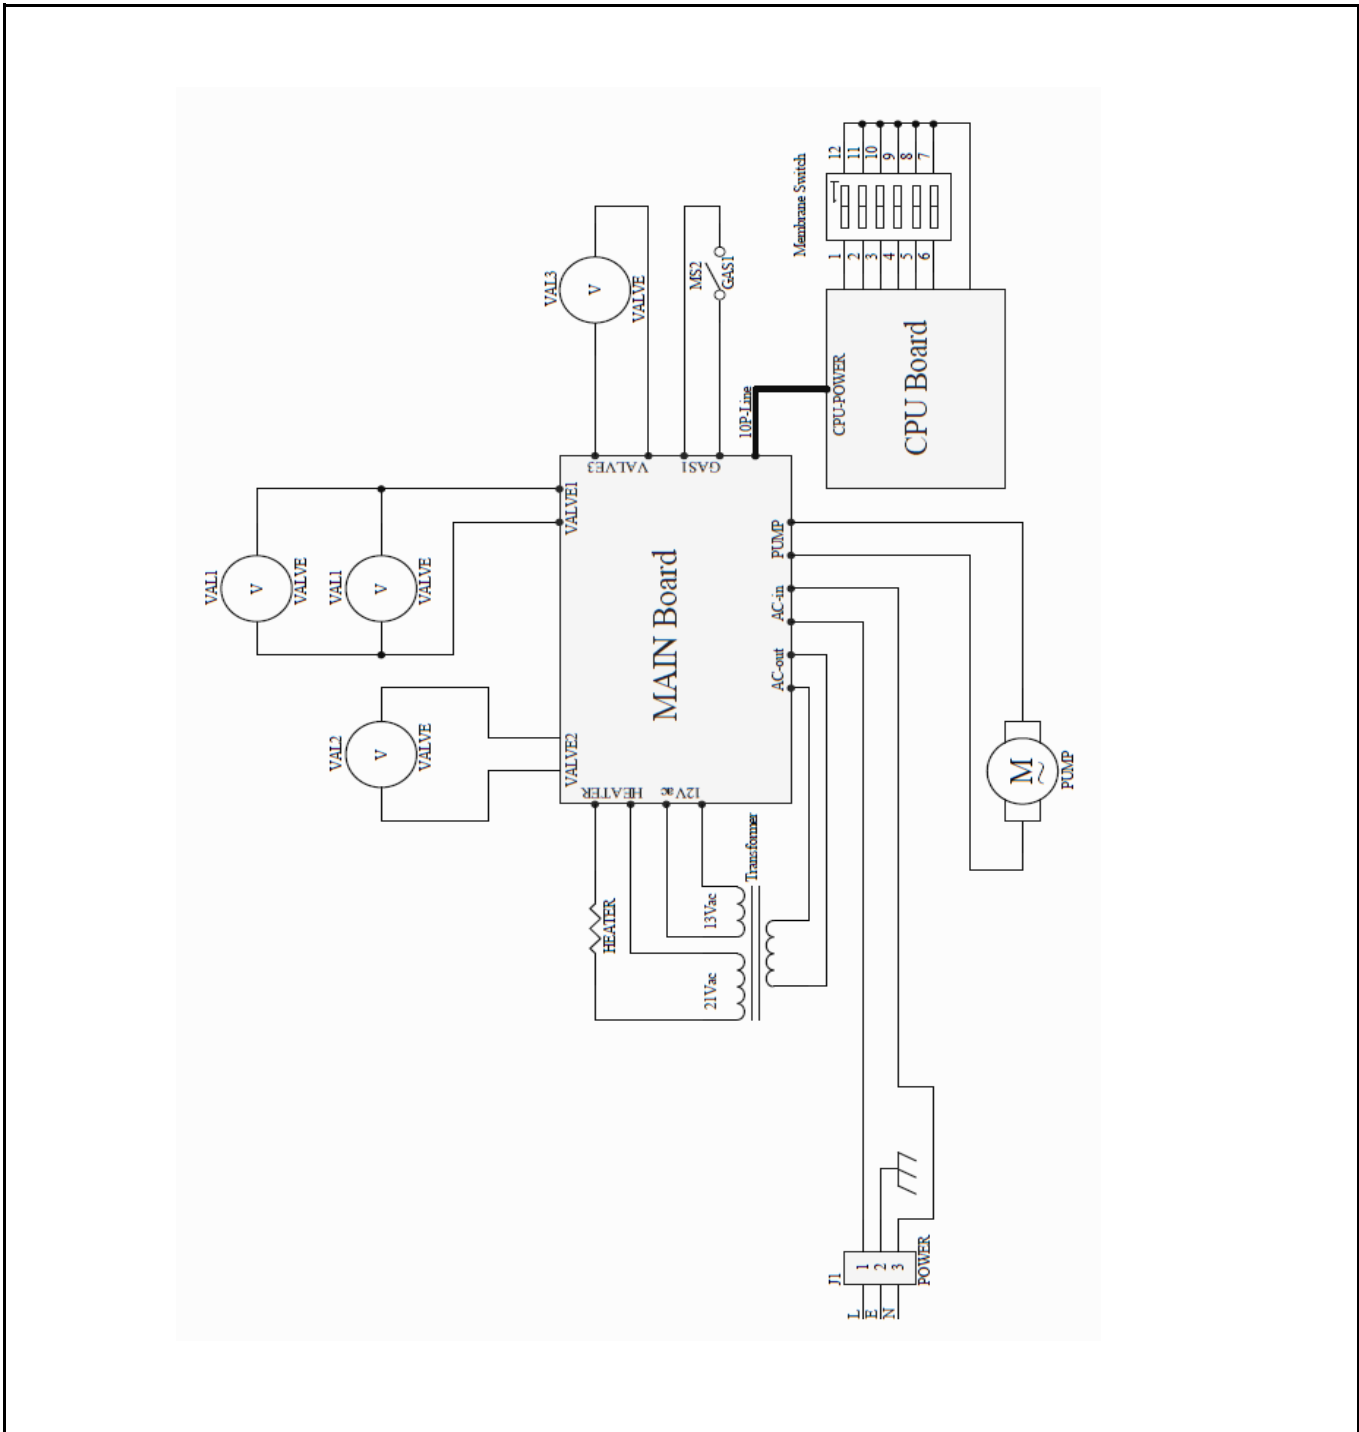 Membrane Switch
12
11
10
9
8
7
1
2
3
4
5
6
CPU-POWER
CPU Board
10P-Line
VAL3
V
VALVE
MS2
GAS1
VALVE3
GAS1
VAL1
V
VALVE
VAL1
V
VALVE
VALVE1
VAL2
V
VALVE
VALVE2
MAIN Board
PUMP
AC-in
AC-out
HEATER
12Vac
HEATER
21Vac
13Vac
Transformer
M
PUMP
J1
1
2
3
POWER
L
E
N